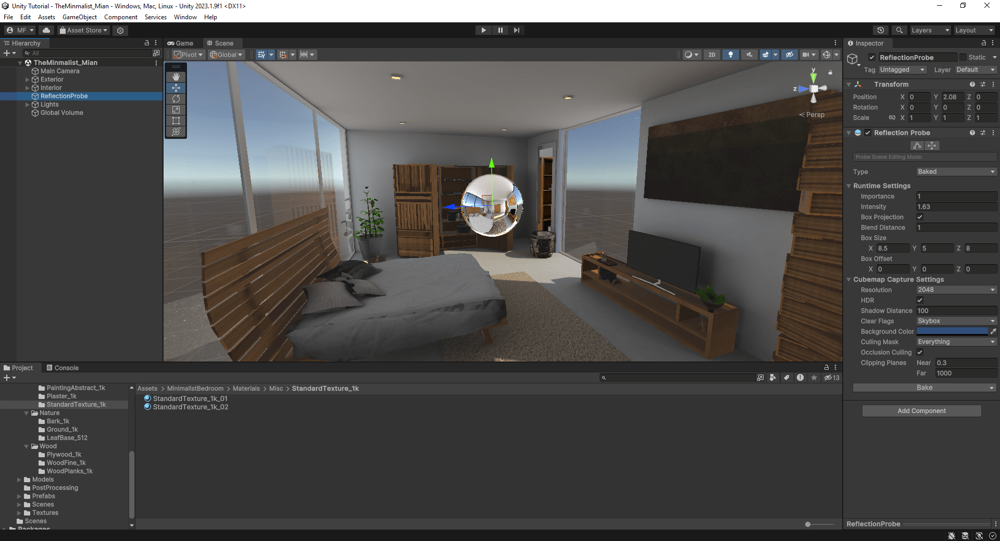 Unity Tutorial - TheMinmalist_Mian - Windows, Mac, Linux - Unity 2023.1.9f1 <DX11>
File Edit Assets GameObject Component Services Window Help
MF Asset Store Layers Layout
Hierarchy
All
TheMinmalist_Mian
Main Camera
Exterior
Interior
ReflectionProbe
Lights
Global Volume
Game Scene
Pivot Global 2D
y
z
Persp
Inspector
ReflectionProbe Static
Tag Untagged Layer Default
Transform
Position X 0 Y 2.08 Z 0
Rotation X 0 Y 0 Z 0
Scale X 1 Y 1 Z 1
Reflection Probe
Probe Scene Editing Mode:
Type Baked
Runtime Settings
Importance 1
Intensity 1.63
Box Projection
Blend Distance 1
Box Size
X 8.5 Y 5 Z 8
Box Offset
X 0 Y 0 Z 0
Cubemap Capture Settings
Resolution 2048
HDR
Shadow Distance 100
Clear Flags Skybox
Background Color
Culling Mask Everything
Occlusion Culling
Clipping Planes Near 0.3
Far 1000
Bake
Add Component
ReflectionProbe
Project Console
13
PaintingAbstract_1k
Plaster_1k
StandardTexture_1k
Nature
Bark_1k
Ground_1k
LeafBase_512
Wood
Plywood_1k
WoodFine_1k
WoodPlanks_1k
Models
PostProcessing
Prefabs
Scenes
Textures
Scenes
Packages
Assets > MinimalistBedroom > Materials > Misc > StandardTexture_1k
StandardTexture_1k_01
StandardTexture_1k_02